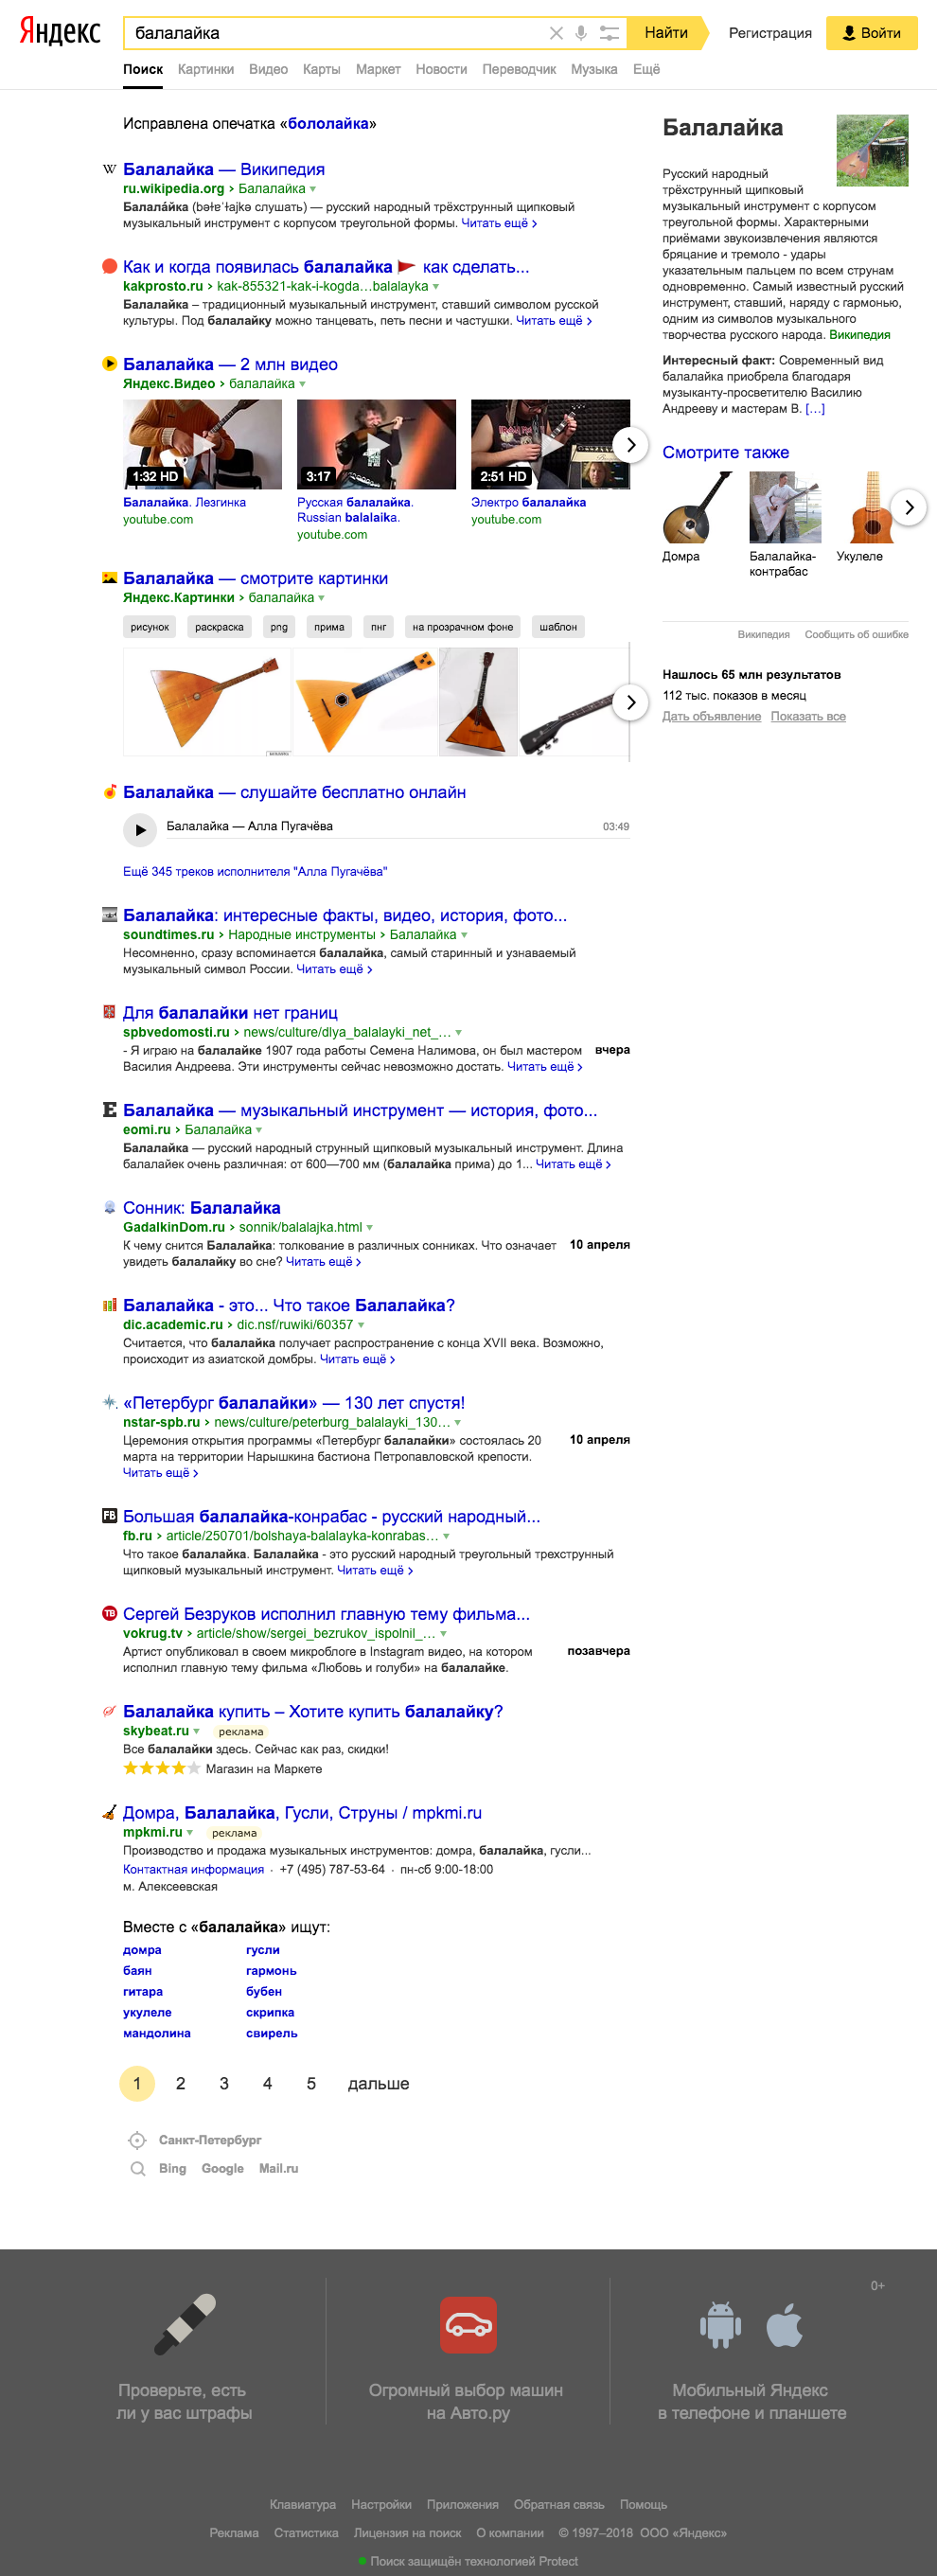 Яндекс
балалайка
Найти
Регистрация
Войти
Поиск Картинки Видео Карты Маркет Новости Переводчик Музыка Ещё
Исправлена опечатка «бололайка»
Балалайка — Википедия
ru.wikipedia.org › Балалайка
Балала́йка (bəɫɐˈɫajkə слушать) — русский народный трёхструнный щипковый
музыкальный инструмент с корпусом треугольной формы. Читать ещё ›
Как и когда появилась балалайка 🚩 как сделать...
kakprosto.ru › kak-855321-kak-i-kogda…balalayka
Балалайка – традиционный музыкальный инструмент, ставший символом русской
культуры. Под балалайку можно танцевать, петь песни и частушки. Читать ещё ›
Балалайка — 2 млн видео
Яндекс.Видео › балалайка
1:32 HD
3:17
2:51 HD
Балалайка. Лезгинка
youtube.com
Русская балалайка.
Russian balalaika.
youtube.com
Электро балалайка
youtube.com
Балалайка — смотрите картинки
Яндекс.Картинки › балалайка
рисунок раскраска png прима пнг на прозрачном фоне шаблон
Балалайка — слушайте бесплатно онлайн
Балалайка — Алла Пугачёва 03:49
Ещё 345 треков исполнителя "Алла Пугачёва"
Балалайка: интересные факты, видео, история, фото...
soundtimes.ru › Народные инструменты › Балалайка
Несомненно, сразу вспоминается балалайка, самый старинный и узнаваемый
музыкальный символ России. Читать ещё ›
Для балалайки нет границ
spbvedomosti.ru › news/culture/dlya_balalayki_net_…
- Я играю на балалайке 1907 года работы Семена Налимова, он был мастером вчера
Василия Андреева. Эти инструменты сейчас невозможно достать. Читать ещё ›
Балалайка — музыкальный инструмент — история, фото...
eomi.ru › Балалайка
Балалайка — русский народный струнный щипковый музыкальный инструмент. Длина
балалаек очень различная: от 600—700 мм (балалайка прима) до 1... Читать ещё ›
Сонник: Балалайка
GadalkinDom.ru › sonnik/balalajka.html
К чему снится Балалайка: толкование в различных сонниках. Что означает 10 апреля
увидеть балалайку во сне? Читать ещё ›
Балалайка - это... Что такое Балалайка?
dic.academic.ru › dic.nsf/ruwiki/60357
Считается, что балалайка получает распространение с конца XVII века. Возможно,
происходит из азиатской домбры. Читать ещё ›
«Петербург балалайки» — 130 лет спустя!
nstar-spb.ru › news/culture/peterburg_balalayki_130…
Церемония открытия программы «Петербург балалайки» состоялась 20 10 апреля
марта на территории Нарышкина бастиона Петропавловской крепости.
Читать ещё ›
Большая балалайка-конрабас - русский народный...
fb.ru › article/250701/bolshaya-balalayka-konrabas…
Что такое балалайка. Балалайка - это русский народный треугольный трехструнный
щипковый музыкальный инструмент. Читать ещё ›
Сергей Безруков исполнил главную тему фильма...
vokrug.tv › article/show/sergei_bezrukov_ispolnil_…
Артист опубликовал в своем микроблоге в Instagram видео, на котором позавчера
исполнил главную тему фильма «Любовь и голуби» на балалайке.
Балалайка купить – Хотите купить балалайку?
skybeat.ru реклама
Все балалайки здесь. Сейчас как раз, скидки!
Магазин на Маркете
Домра, Балалайка, Гусли, Струны / mpkmi.ru
mpkmi.ru реклама
Производство и продажа музыкальных инструментов: домра, балалайка, гусли...
Контактная информация · +7 (495) 787-53-64 · пн-сб 9:00-18:00
м. Алексеевская
Вместе с «балалайка» ищут:
домра гусли
баян гармонь
гитара бубен
укулеле скрипка
мандолина свирель
1 2 3 4 5 дальше
Санкт-Петербург
Bing Google Mail.ru
Балалайка
Русский народный
трёхструнный щипковый
музыкальный инструмент с корпусом
треугольной формы. Характерными
приёмами звукоизвлечения являются
бряцание и тремоло - удары
указательным пальцем по всем струнам
одновременно. Самый известный русский
инструмент, ставший, наряду с гармонью,
одним из символов музыкального
творчества русского народа. Википедия
Интересный факт: Современный вид
балалайка приобрела благодаря
музыканту-просветителю Василию
Андрееву и мастерам В. […]
Смотрите также
Домра
Балалайка-
контрабас
Укулеле
Википедия Сообщить об ошибке
Нашлось 65 млн результатов
112 тыс. показов в месяц
Дать объявление Показать все
0+
Проверьте, есть
ли у вас штрафы
Огромный выбор машин
на Авто.ру
Мобильный Яндекс
в телефоне и планшете
Клавиатура Настройки Приложения Обратная связь Помощь
Реклама Статистика Лицензия на поиск О компании © 1997–2018 ООО «Яндекс»
Поиск защищён технологией Protect